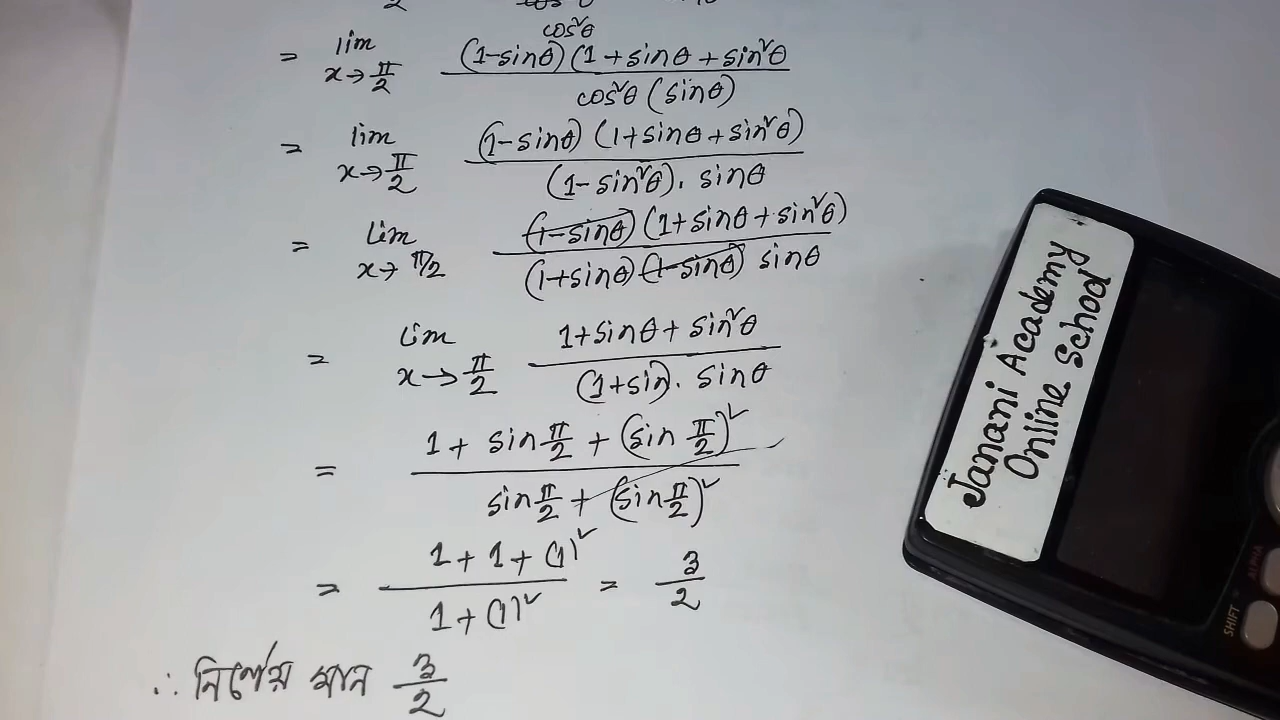 cos²θ
= lim x→π/2 (1-sinθ)(1+sinθ+sin²θ / cos²θ(sinθ)
= lim x→π/2 (1-sinθ)(1+sinθ+sin²θ) / (1-sin²θ). sinθ
= Lim x→π/2 (1-sinθ)(1+sinθ+sin²θ) / (1+sinθ)(1-sinθ) sinθ
= Lim x→π/2 1+sinθ+sin²θ / (1+sin). sinθ
= 1+sin π/2 + (sin π/2)² / sin π/2 + (sin π/2)²
= 1+1+(1)² / 1+(1)² = 3/2
∴ নির্ণেয় মান 3/2
Janani Academy
Online School
SHIFT
ALPHA